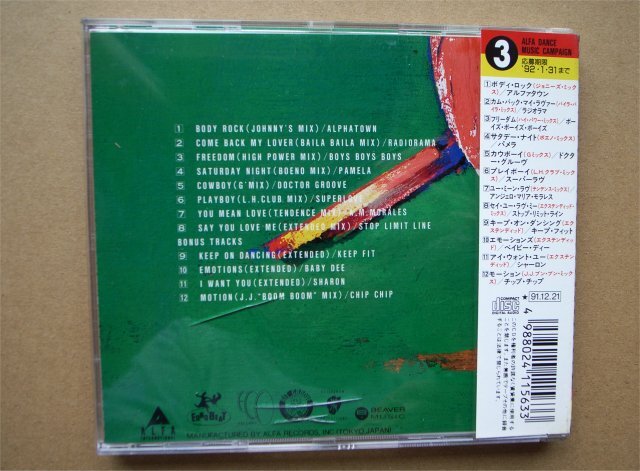 1 BODY ROCK(JOHNNY'S MIX)/ALPHATOWN
2 COME BACK MY LOVER(BAILA BAILA MIX)/RADIORAMA
3 FREEDOM(HIGH POWER MIX)/BOYS BOYS BOYS
4 SATURDAY NIGHT(BOENO MIX)/PAMELA
5 COWBOY(G'MIX)/DOCTOR GROOVE
6 PLAYBOY(L.H.CLUB MIX)/SUPERLOVE
7 YOU MEAN LOVE(TENDENCE MIX)/A.M.MORALES
8 SAY YOU LOVE ME(EXTENDED MIX)/STOP LIMIT LINE
BONUS TRACKS
9 KEEP ON DANCING(EXTENDED)/KEEP FIT
10 EMOTIONS(EXTENDED)/BABY DEE
11 I WANT YOU(EXTENDED)/SHARON
12 MOTION(J.J."BOOM BOOM" MIX)/CHIP CHIP
ALFA
INTERNATIONAL
EUROBEAT
BEAVER
MUSIC
MANUFACTURED BY ALFA RECORDS, INC(TOKYO JAPAN)
3
ALFA DANCE
MUSIC CAMPAIGN
応募期限
'92・1・31まで
1ボディ・ロック(ジョニーズ・ミック
ス)/アルファタウン
2カム・バック・マイ・ラヴァー(バイラ・バイ
ラ・ミックス)/ラジオラマ
3フリーダム(ハイ・パワー・ミックス)/ボー
イズ・ボーイズ・ボーイズ
4サタデー・ナイト(ボエノ・ミックス)
/パメラ
5カウボーイ(Gミックス)/ドクタ
ー・グルーヴ
6プレイボーイ(L.H.クラブ・ミック
ス)/スーパーラヴ
7ユー・ミーン・ラヴ(テンデンス・ミックス)/
アンジェロ・マリア・モラレス
8セイ・ユー・ラヴ・ミー(エクステンディッド・
ミックス)/ストップ・リミット・ライン
9キープ・オン・ダンシング(エクス
テンディッド)/キープ・フィット
10エモーションズ(エクステンディ
ッド)/ベイビー・ディー
11アイ・ウォント・ユー(エクステンデ
ィッド)/シャーロン
12モーション(J.J.ブン・ブン・ミック
ス)/チップ・チップ
COMPACT
disc
DIGITAL AUDIO
★
91.12.21
4 988024 115633